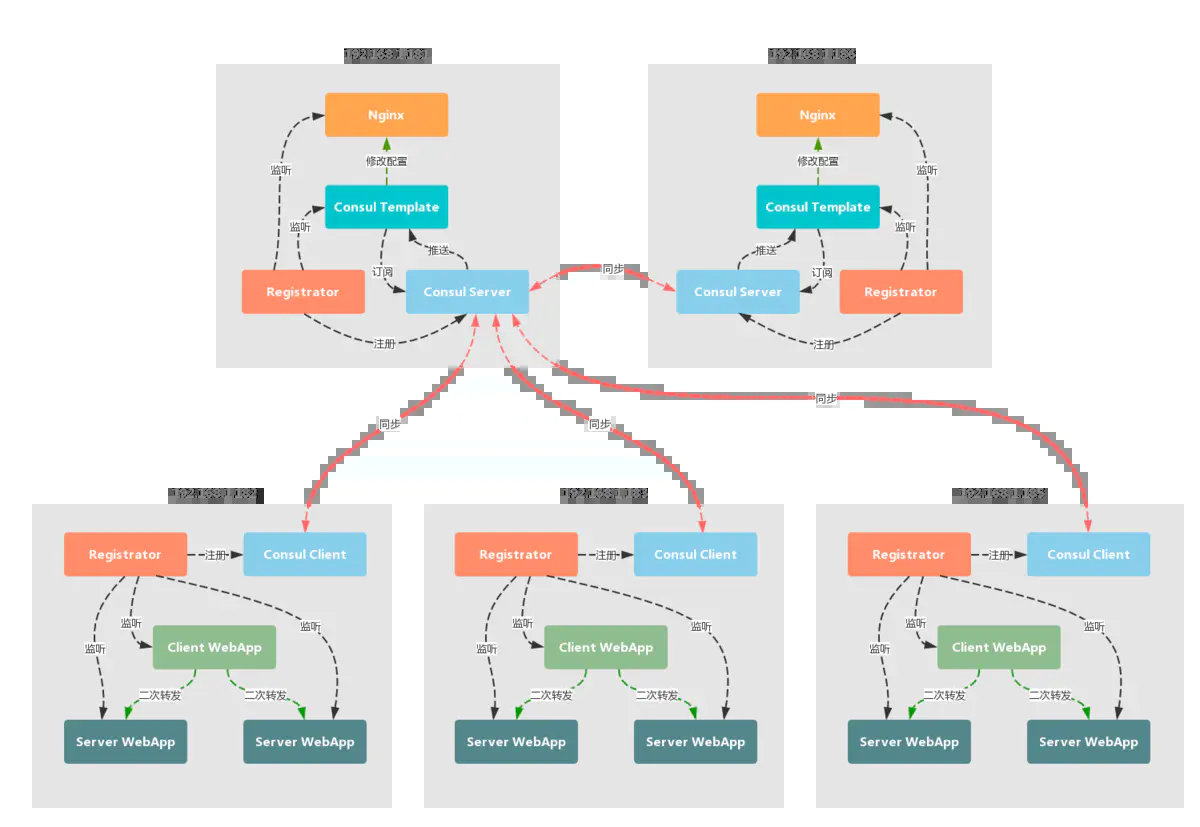 Nginx
Nginx
修改配置
修改配置
监听
监听
Consul Template
Consul Template
监听
监听
推送
推送
订阅
订阅
同步
Registrator
Consul Server
Consul Server
Registrator
注册
注册
同步
同步
同步
Registrator
注册
Consul Client
Registrator
注册
Consul Client
Registrator
注册
Consul Client
监听
监听
监听
监听
监听
监听
监听
监听
监听
Client WebApp
Client WebApp
Client WebApp
二次转发
二次转发
二次转发
二次转发
二次转发
二次转发
Server WebApp
Server WebApp
Server WebApp
Server WebApp
Server WebApp
Server WebApp